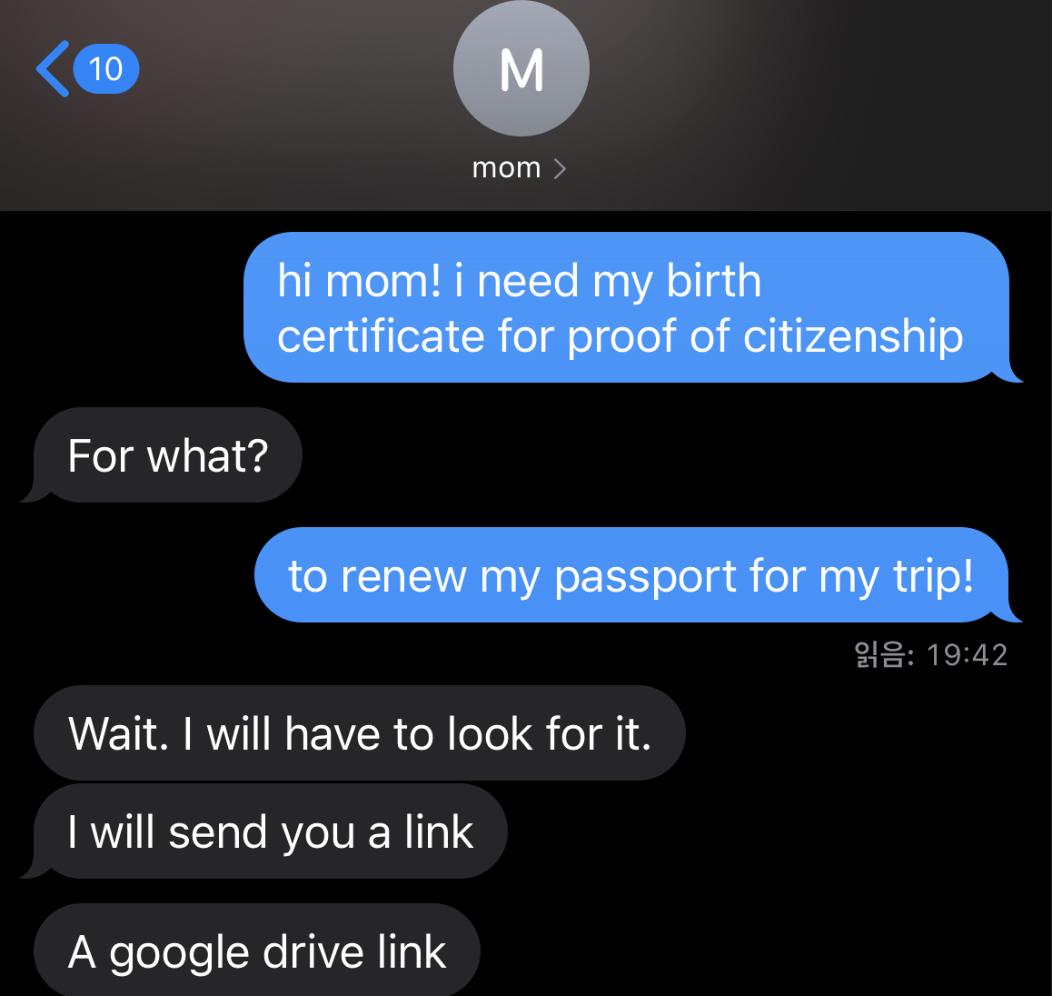 10
M
mom
hi mom! i need my birth
certificate for proof of citizenship
For what?
to renew my passport for my trip!
읽음: 19:42
Wait. I will have to look for it.
I will send you a link
A google drive link